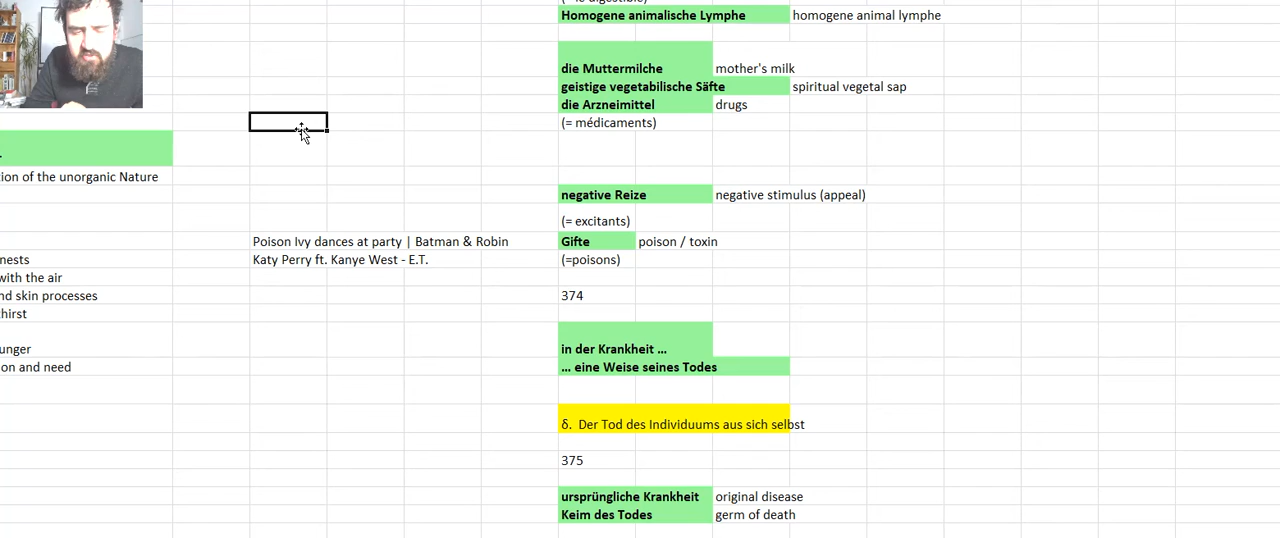 Homogene animalische Lymphe homogene animal lymphe
die Muttermilche mother's milk
geistige vegetabilische Säfte spiritual vegetal sap
die Arzneimittel drugs
(= médicaments)
tion of the unorganic Nature
negative Reize negative stimulus (appeal)
(= excitants)
Poison Ivy dances at party | Batman & Robin Gifte poison / toxin
nests Katy Perry ft. Kanye West - E.T. (=poisons)
with the air
nd skin processes 374
thirst
unger in der Krankheit ...
on and need ... eine Weise seines Todes
δ. Der Tod des Individuums aus sich selbst
375
ursprüngliche Krankheit original disease
Keim des Todes germ of death